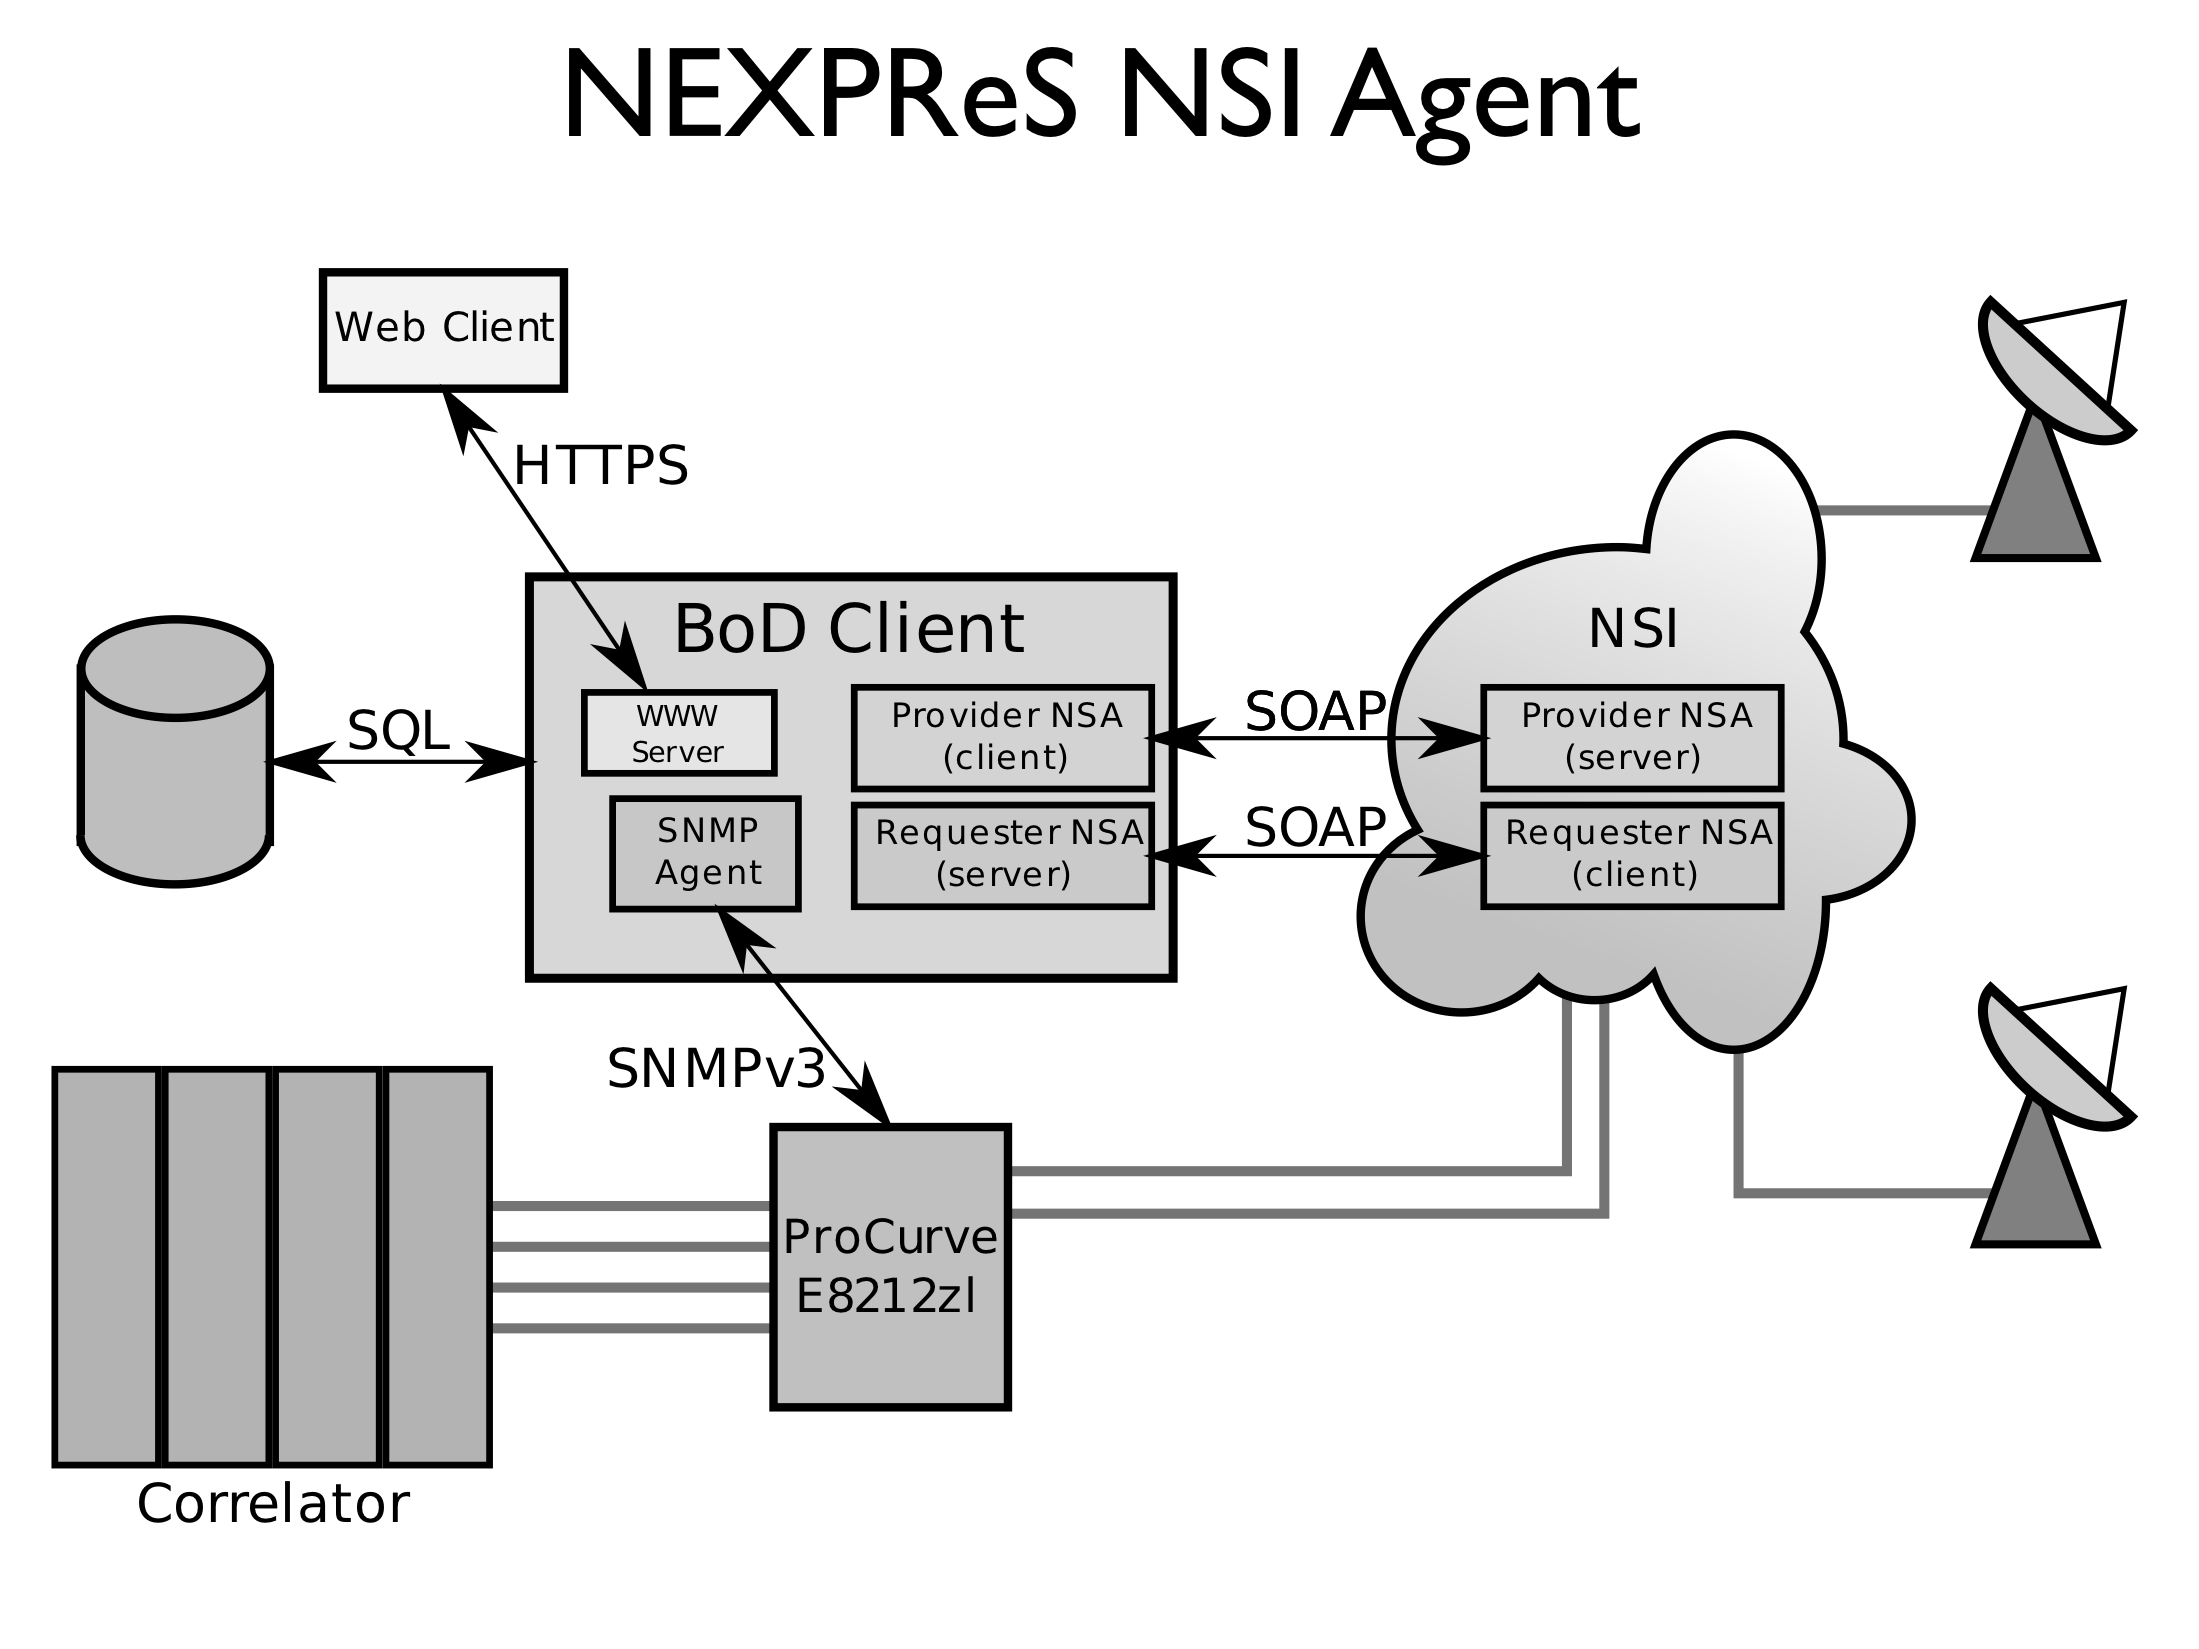 NEXPReS NSI Agent
Web Client
HTTPS
BoD Client
NSI
SQL
WWW
Server
Provider NSA
(client)
SOAP
Provider NSA
(server)
SNMP
Agent
Requester NSA
(server)
SOAP
Requester NSA
(client)
SNMPv3
ProCurve
E8212zl
Correlator